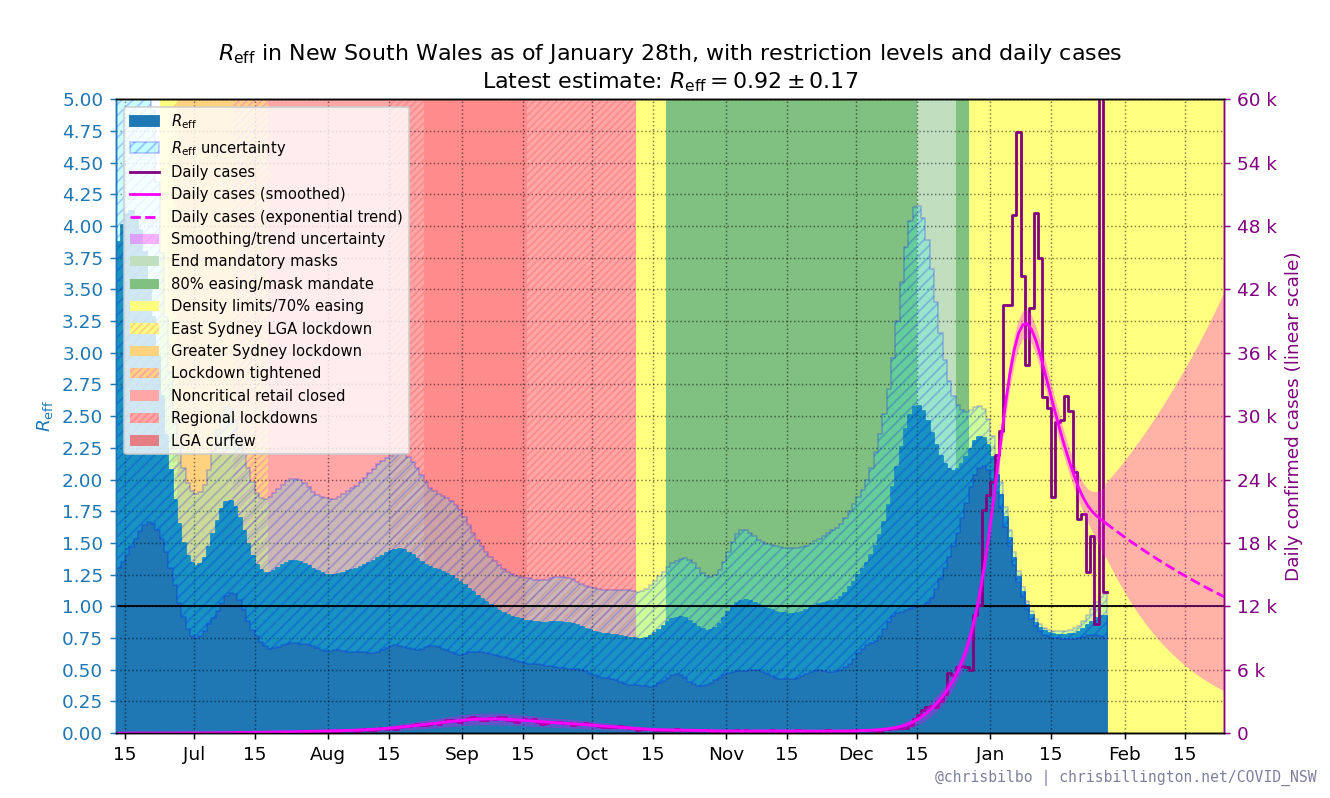 R_eff in New South Wales as of January 28th, with restriction levels and daily cases
Latest estimate: R_eff = 0.92 ± 0.17
R_eff
5.00
4.75
4.50
4.25
4.00
3.75
3.50
3.25
3.00
2.75
2.50
2.25
2.00
1.75
1.50
1.25
1.00
0.75
0.50
0.25
0.00
R_eff
R_eff uncertainty
Daily cases
Daily cases (smoothed)
Daily cases (exponential trend)
Smoothing/trend uncertainty
End mandatory masks
80% easing/mask mandate
Density limits/70% easing
East Sydney LGA lockdown
Greater Sydney lockdown
Lockdown tightened
Noncritical retail closed
Regional lockdowns
LGA curfew
60 k
54 k
48 k
42 k
36 k
30 k
24 k
18 k
12 k
6 k
0
Daily confirmed cases (linear scale)
15 Jul 15 Aug 15 Sep 15 Oct 15 Nov 15 Dec 15 Jan 15 Feb 15
@chrisbilbo | chrisbillington.net/COVID_NSW